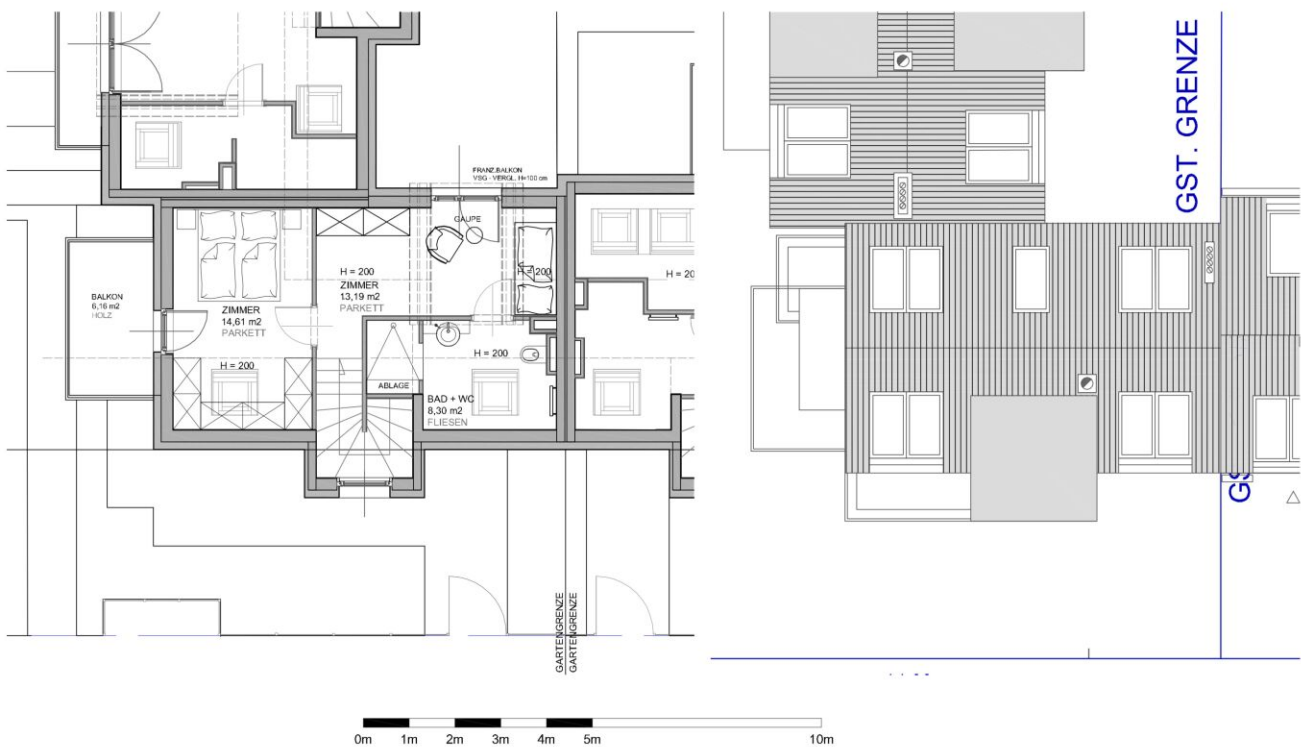 FRANZ.BALKON
VSG - VERGL. H=100 cm
GAUPE
BALKON
6,16 m2
HOLZ
ZIMMER
14,61 m2
PARKETT
H = 200
H = 200
ZIMMER
13,19 m2
PARKETT
H = 200
H = 200
ABLAGE
BAD + WC
8,30 m2
FLIESEN
H = 20
GARTENGRENZE
GARTENGRENZE
GST. GRENZE
GS
0m 1m 2m 3m 4m 5m 10m